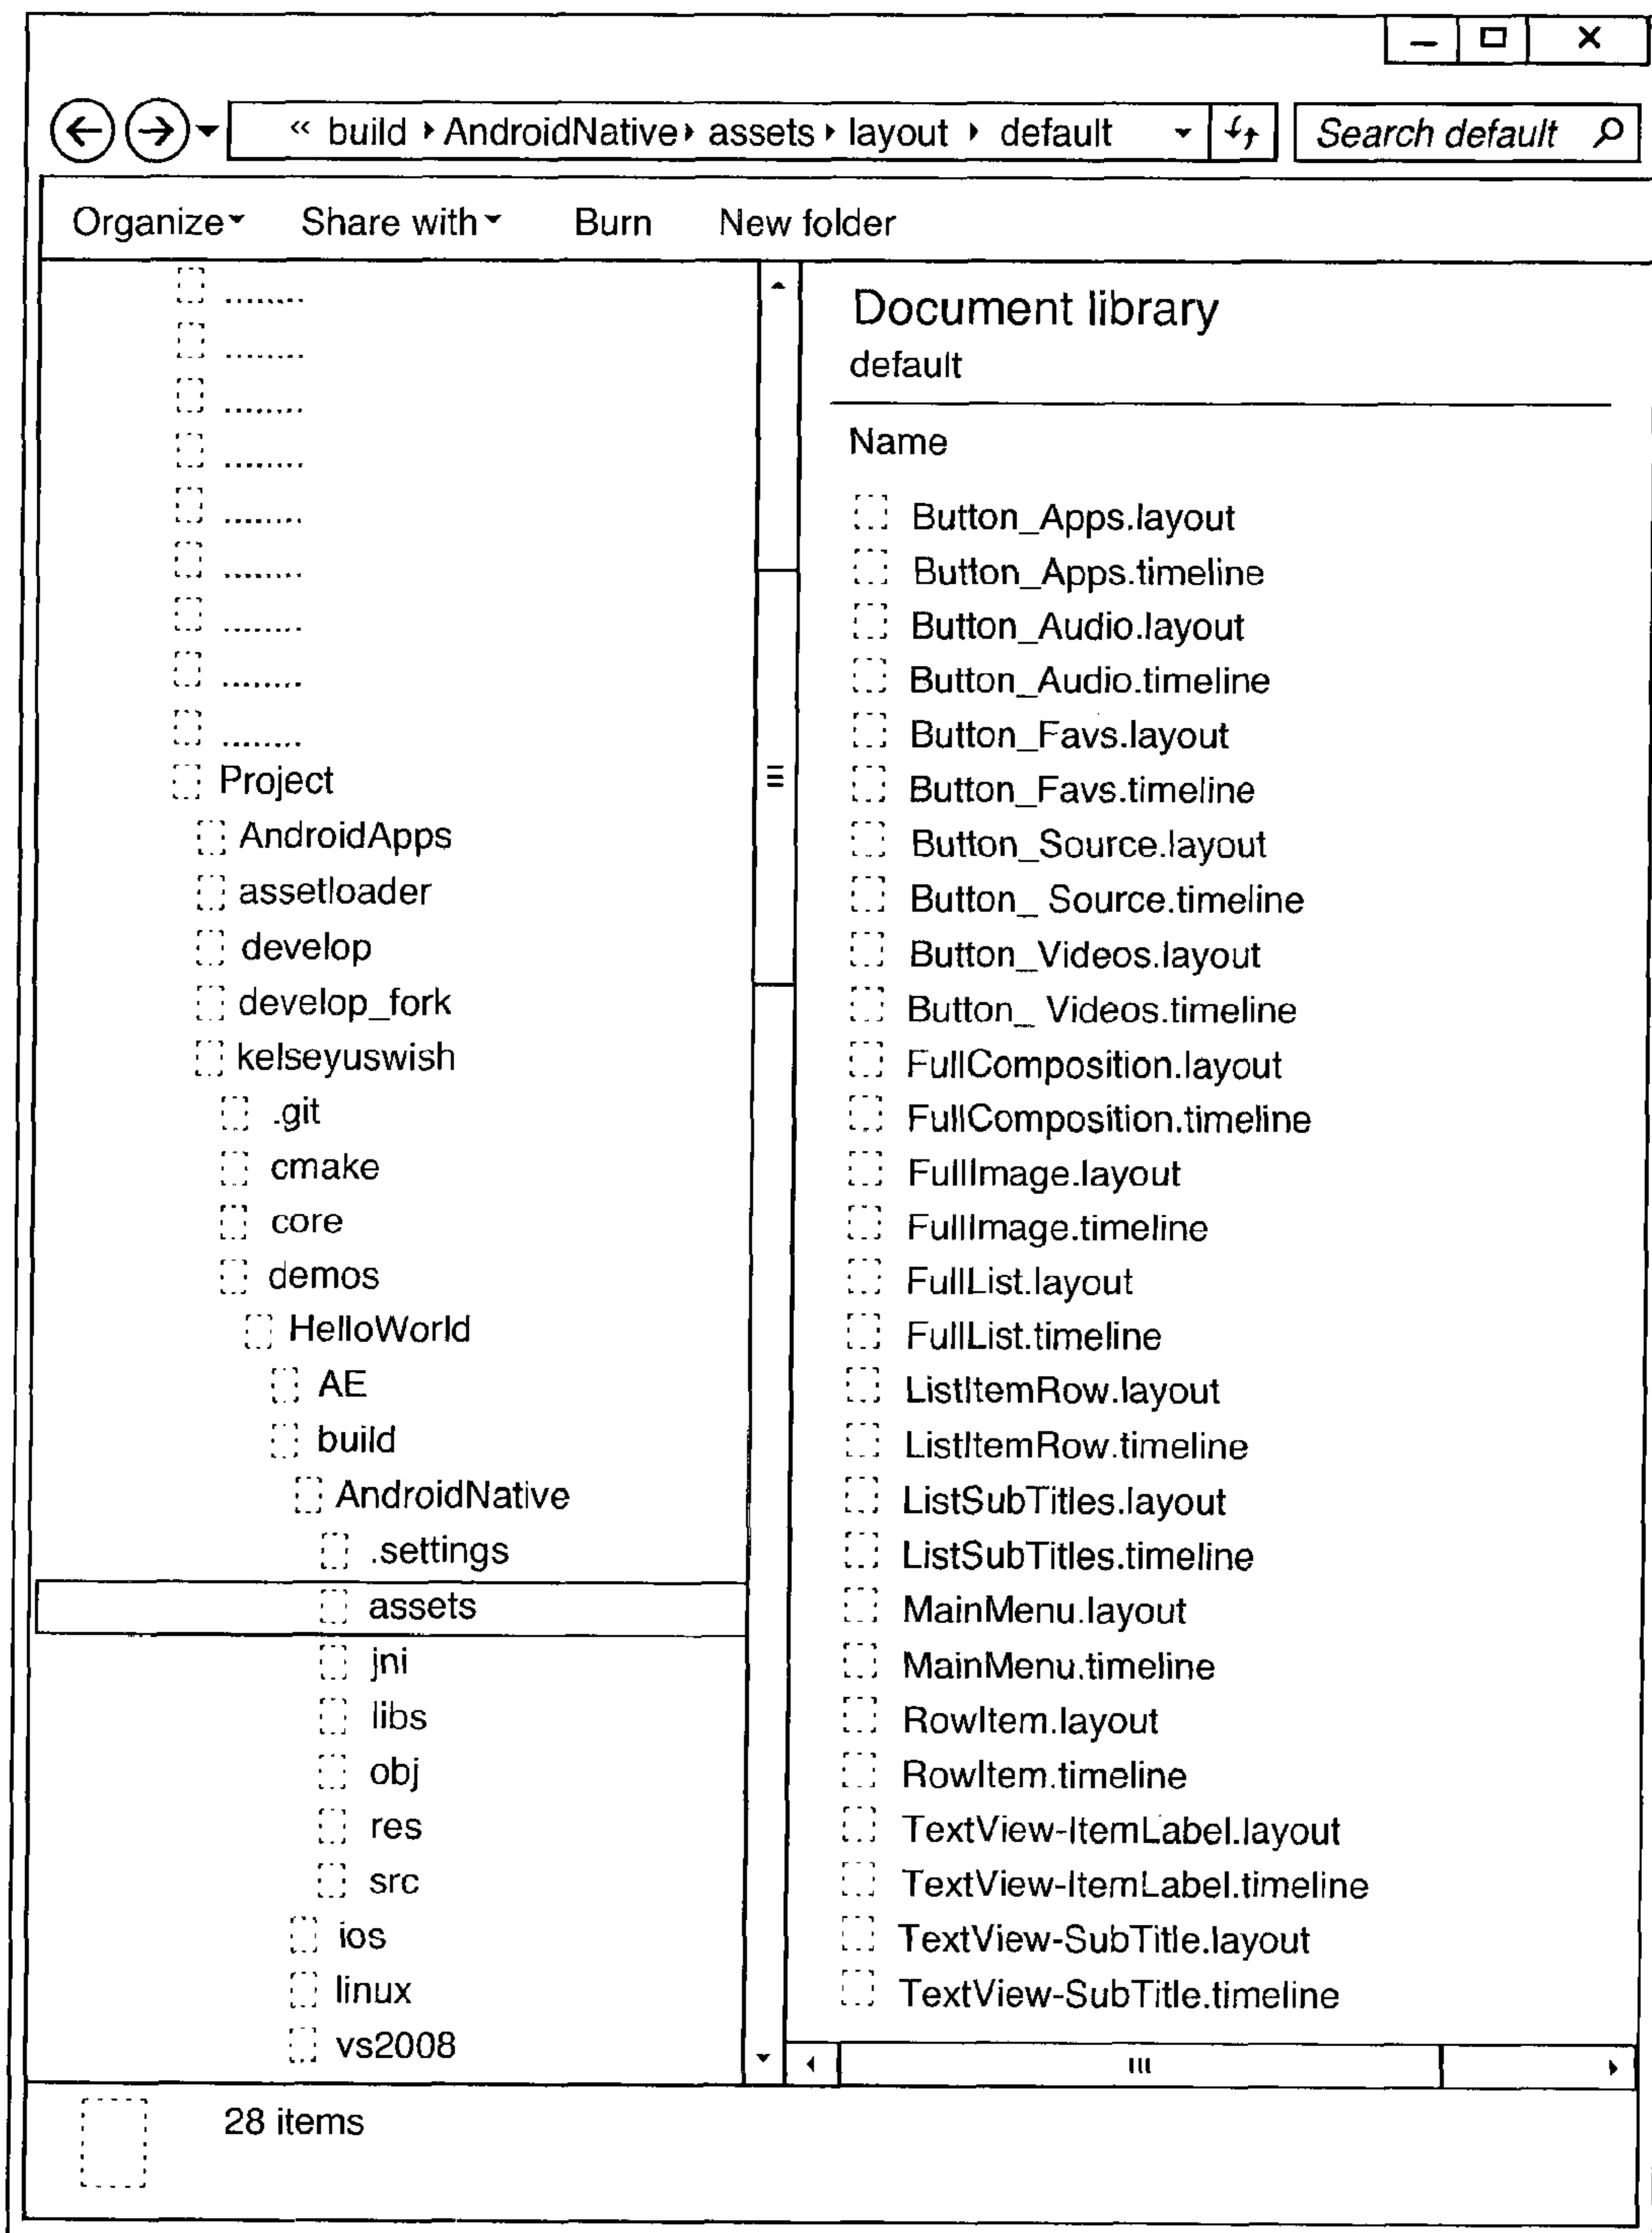 « build ▸ AndroidNative ▸ assets ▸ layout ▸ default
Search default
Organize Share with Burn New folder
........
........
........
........
........
........
........
........
........
Project
AndroidApps
assetloader
develop
develop_fork
kelseyuswish
.git
cmake
core
demos
HelloWorld
AE
build
AndroidNative
.settings
assets
jni
libs
obj
res
src
ios
linux
vs2008
Document library
default
Name
Button_Apps.layout
Button_Apps.timeline
Button_Audio.layout
Button_Audio.timeline
Button_Favs.layout
Button_Favs.timeline
Button_Source.layout
Button_ Source.timeline
Button_Videos.layout
Button_ Videos.timeline
FullComposition.layout
FullComposition.timeline
FullImage.layout
FullImage.timeline
FullList.layout
FullList.timeline
ListItemRow.layout
ListItemRow.timeline
ListSubTitles.layout
ListSubTitles.timeline
MainMenu.layout
MainMenu.timeline
RowItem.layout
RowItem.timeline
TextView-ItemLabel.layout
TextView-ItemLabel.timeline
TextView-SubTitle.layout
TextView-SubTitle.timeline
28 items